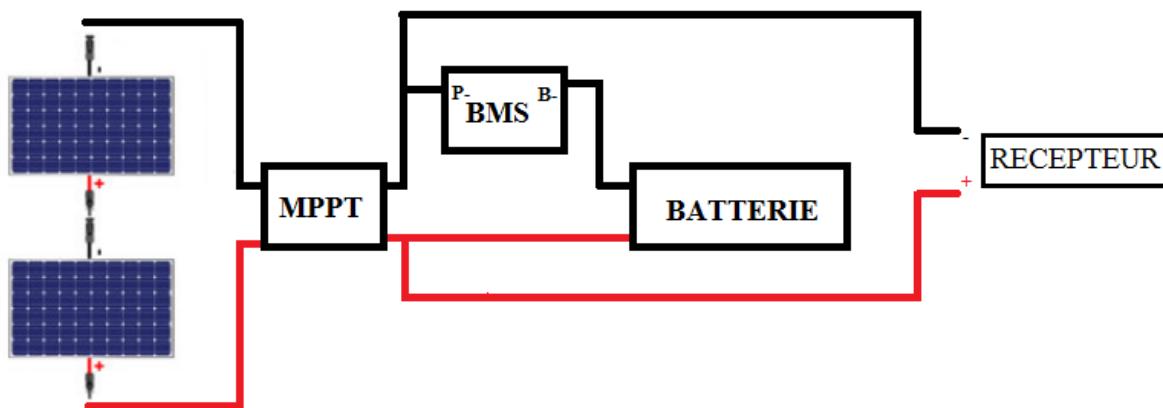 P- B-
BMS
-
RECEPTEUR
+
+
MPPT
BATTERIE
-
+